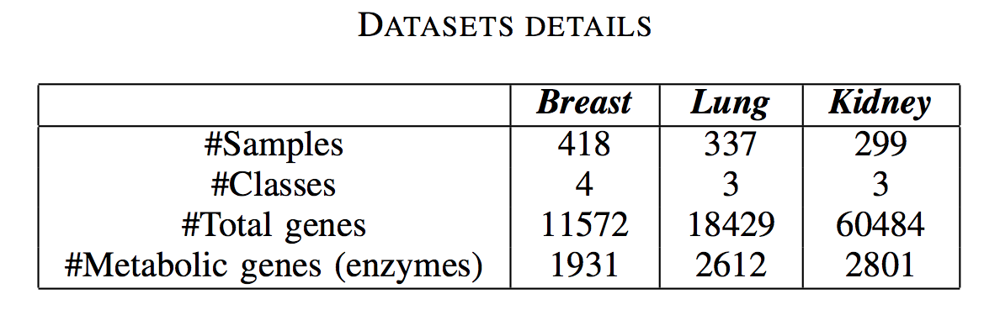 DATASETS DETAILS
Breast Lung Kidney
#Samples 418 337 299
#Classes 4 3 3
#Total genes 11572 18429 60484
#Metabolic genes (enzymes) 1931 2612 2801